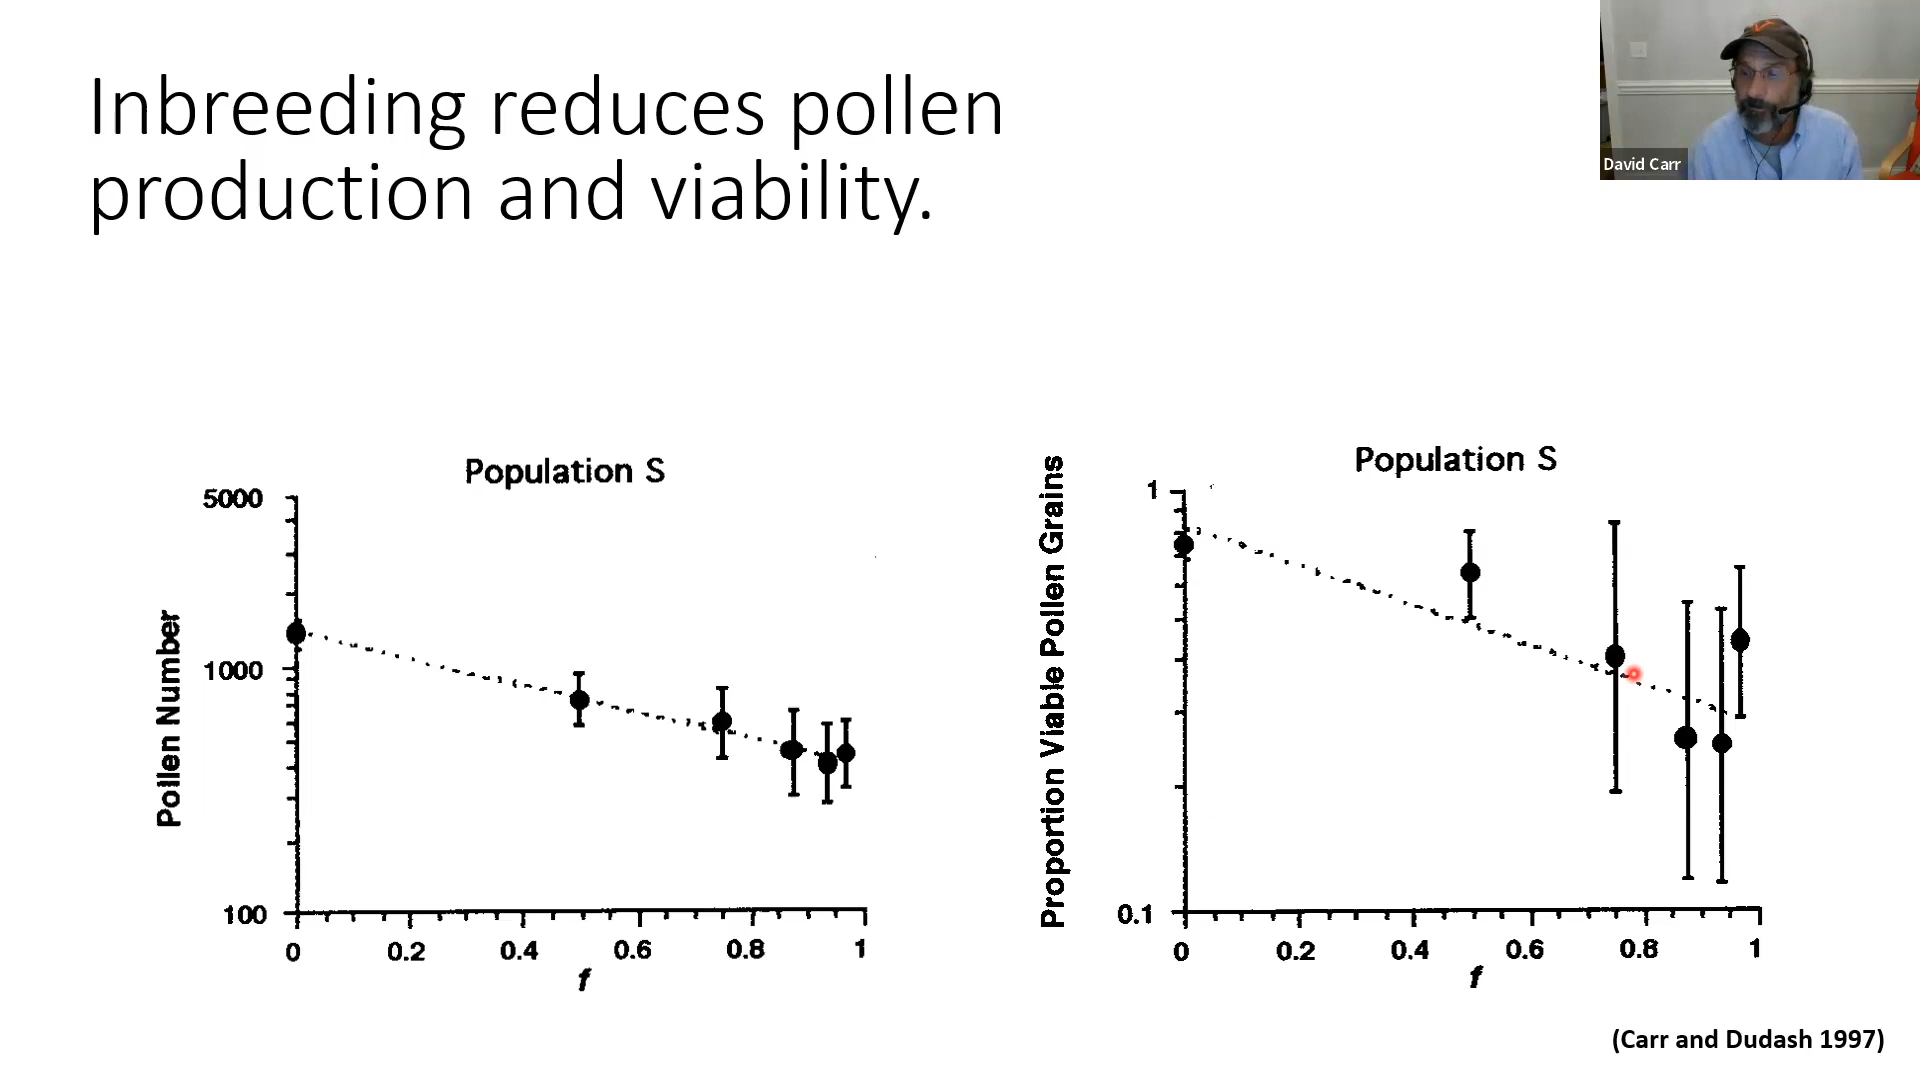 Inbreeding reduces pollen
production and viability.
David Carr
Population S
5000
1000
100
Pollen Number
0 0.2 0.4 0.6 0.8 1
f
Population S
1
0.1
Proportion Viable Pollen Grains
0 0.2 0.4 0.6 0.8 1
f
(Carr and Dudash 1997)